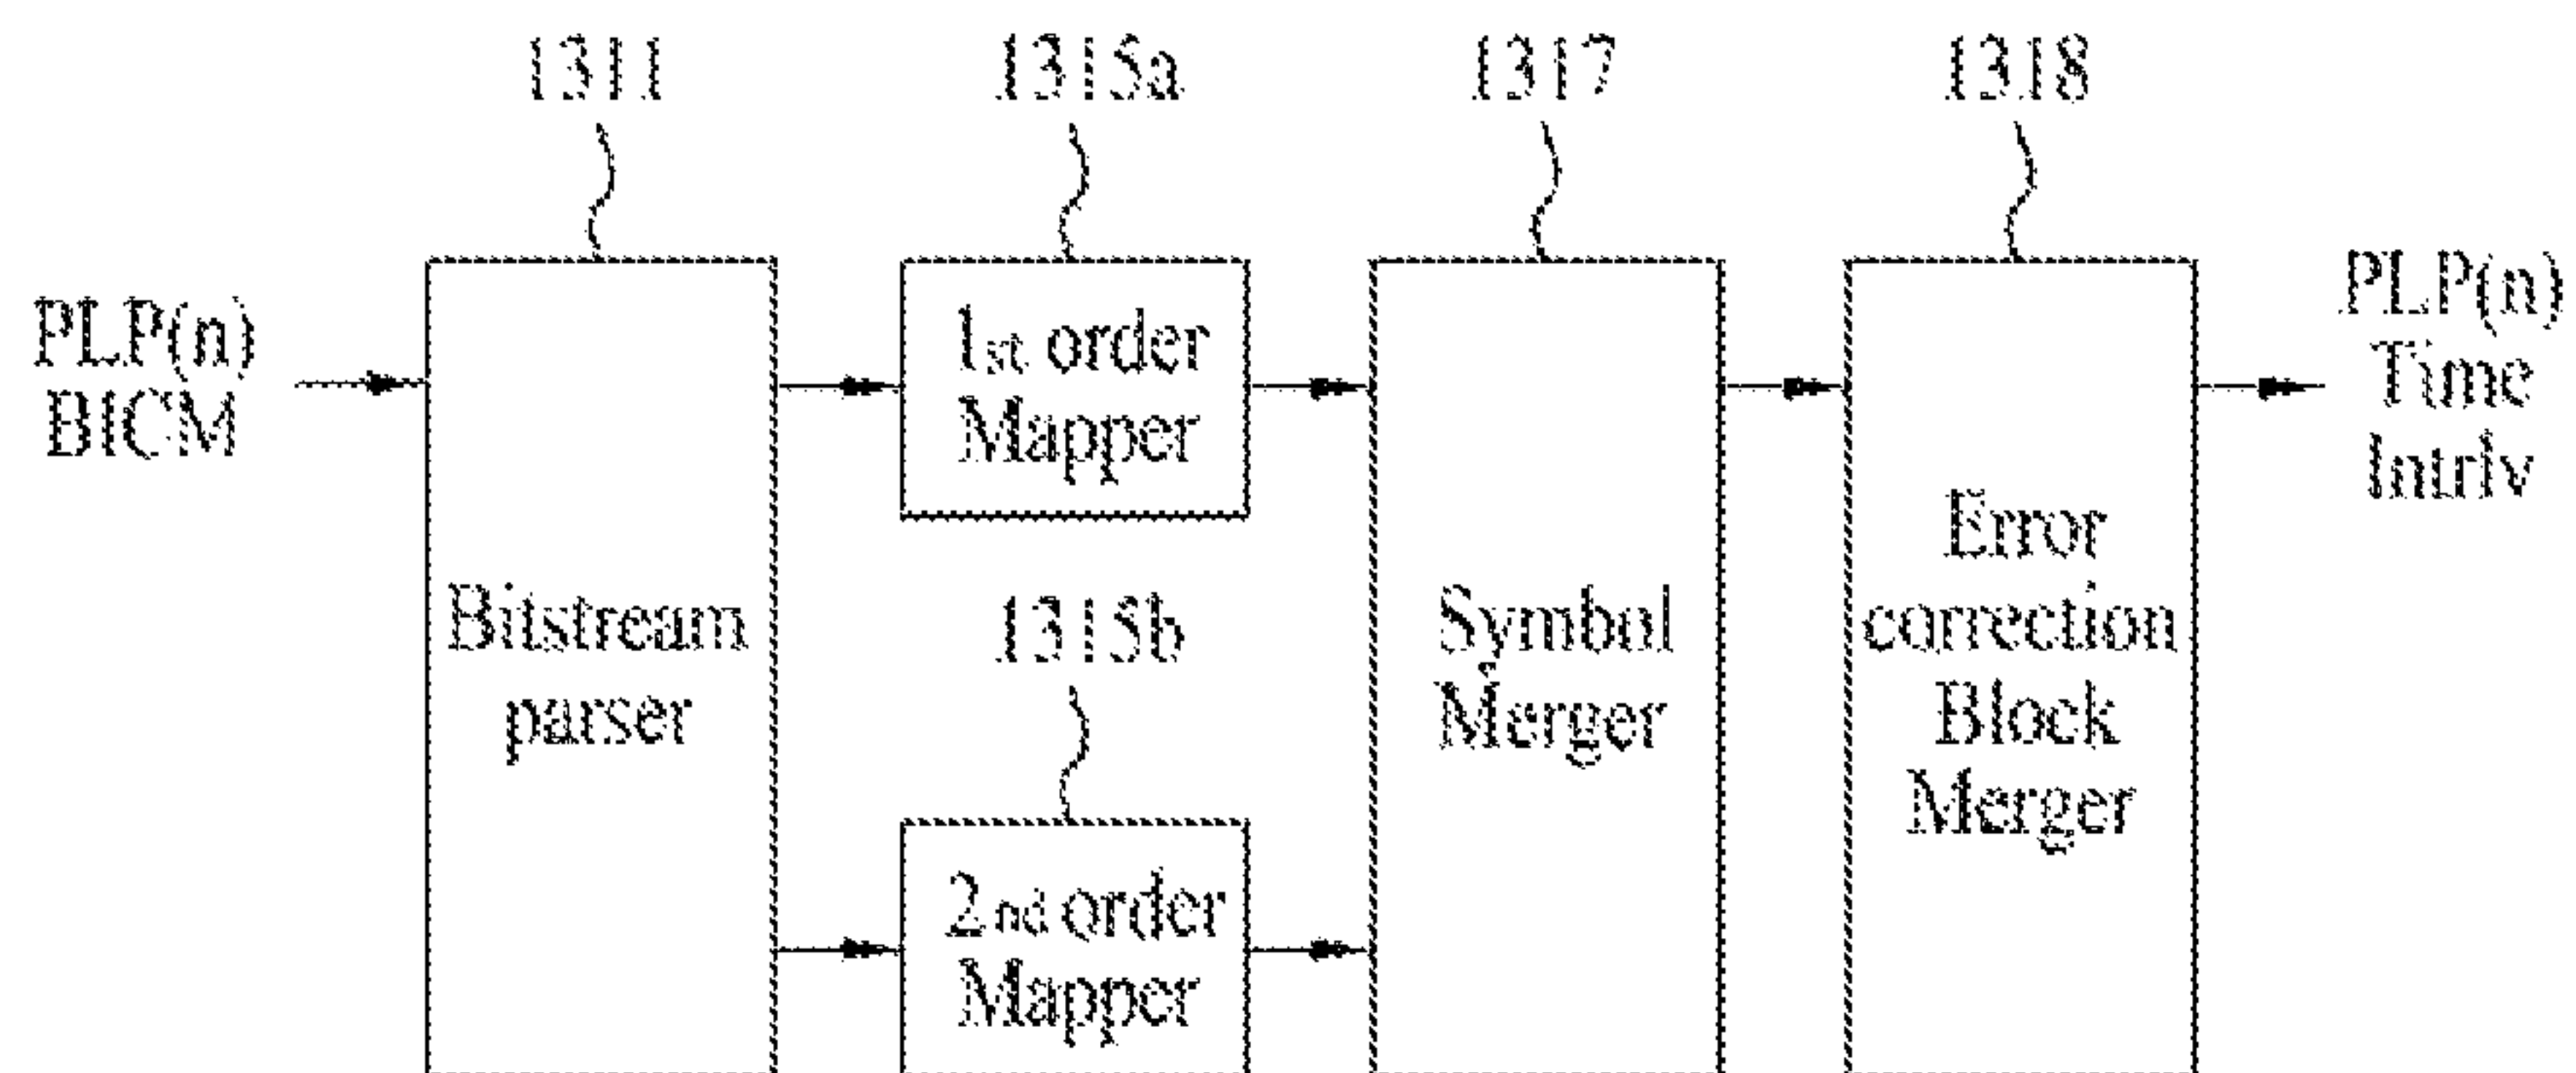 1311
1315a
1317
1318
PLP(n)
BICM
Bitstream
parser
1st order
Mapper
1315b
2nd order
Mapper
Symbol
Merger
Error
correction
Block
Merger
PLP(n)
Time
Intrlv